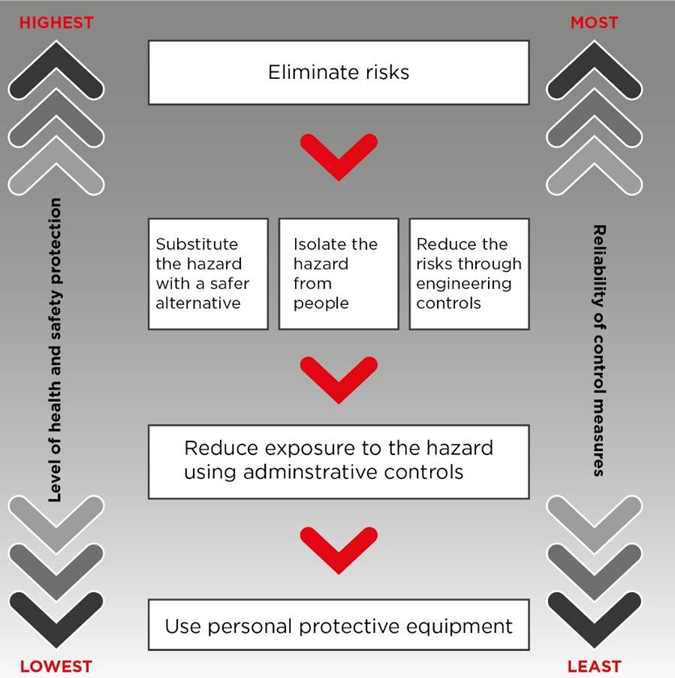 HIGHEST
MOST
Eliminate risks
Level of health and safety protection
Substitute
the hazard
with a safer
alternative
Isolate the
hazard
from
people
Reduce the
risks through
engineering
controls
Reliability of control measures
Reduce exposure to the hazard
using adminstrative controls
Use personal protective equipment
LOWEST
LEAST